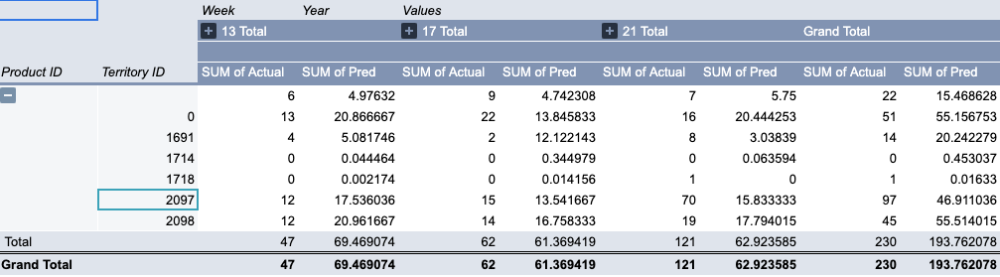 Week Year Values
+ 13 Total + 17 Total + 21 Total Grand Total
Product ID Territory ID SUM of Actual SUM of Pred SUM of Actual SUM of Pred SUM of Actual SUM of Pred SUM of Actual SUM of Pred
− 6 4.97632 9 4.742308 7 5.75 22 15.468628
0 13 20.866667 22 13.845833 16 20.444253 51 55.156753
1691 4 5.081746 2 12.122143 8 3.03839 14 20.242279
1714 0 0.044464 0 0.344979 0 0.063594 0 0.453037
1718 0 0.002174 0 0.014156 1 0 1 0.01633
2097 12 17.536036 15 13.541667 70 15.833333 97 46.911036
2098 12 20.961667 14 16.758333 19 17.794015 45 55.514015
Total 47 69.469074 62 61.369419 121 62.923585 230 193.762078
Grand Total 47 69.469074 62 61.369419 121 62.923585 230 193.762078